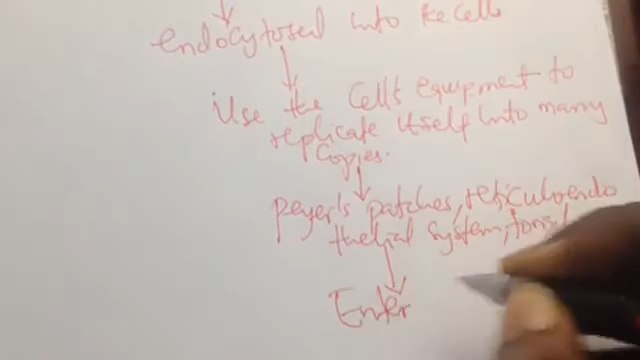 endocytosed into the cells
Use the Cells equipment to
replicate itself into many
Copies.
peyer's patches, reticuloendo
thelial system,
Enter